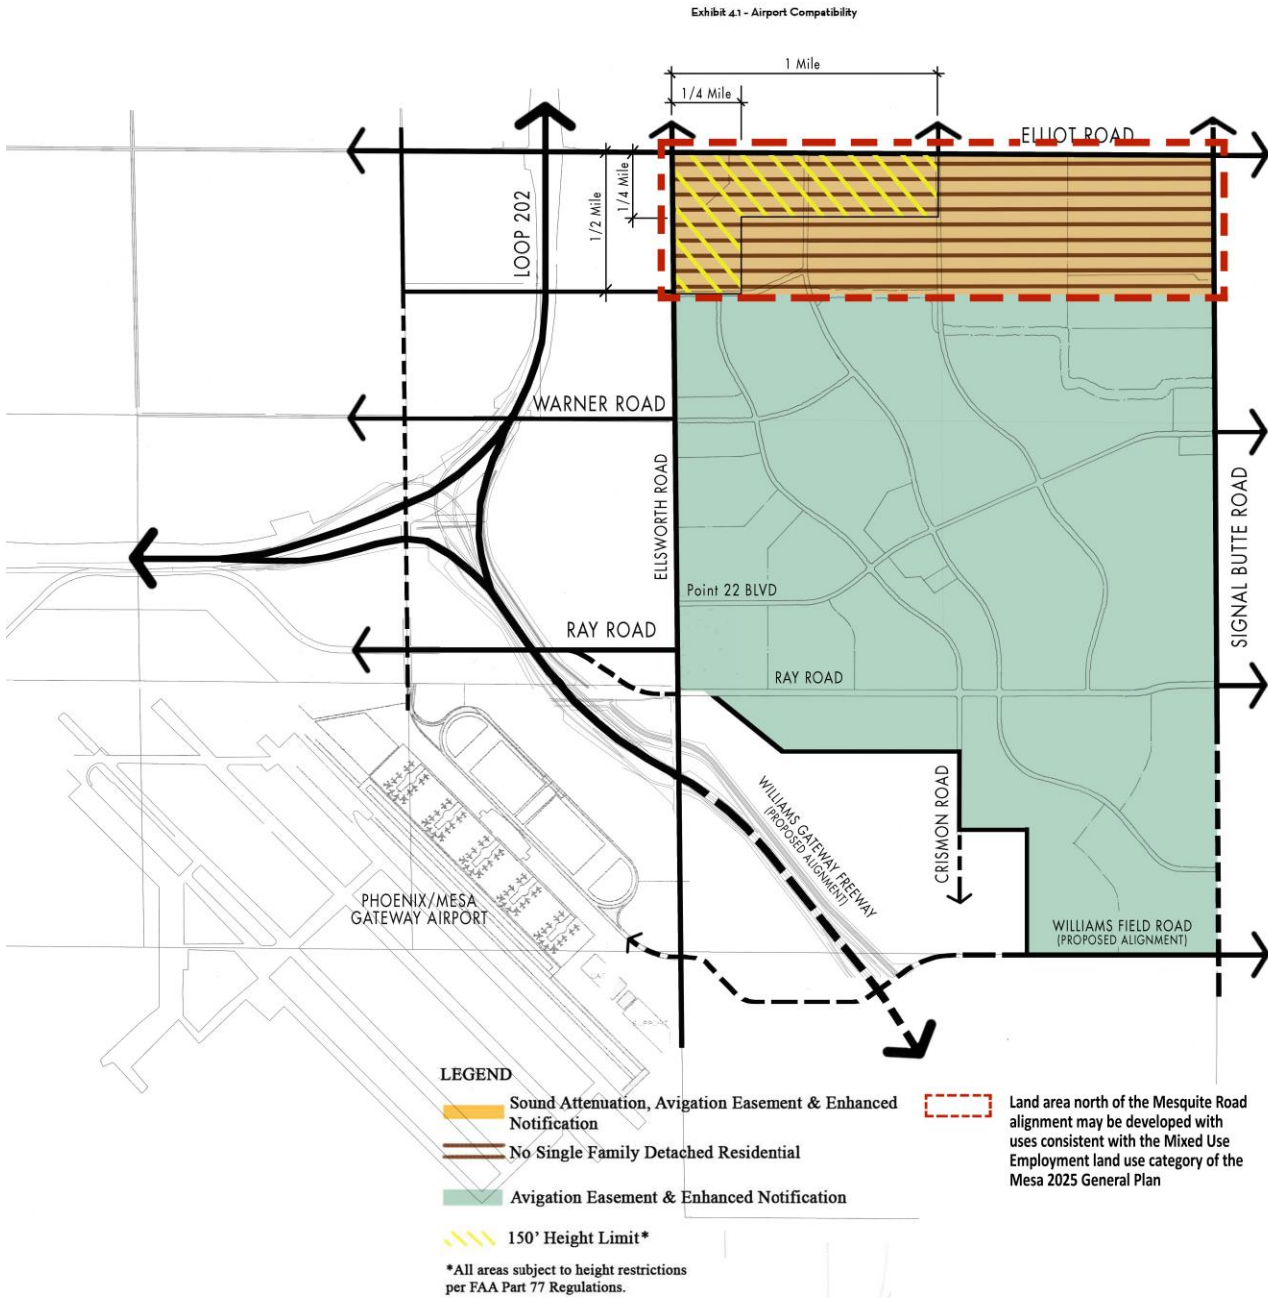 Exhibit 4.1 - Airport Compatibility
1 Mile
1/4 Mile
ELLIOT ROAD
1/4 Mile
1/2 Mile
LOOP 202
WARNER ROAD
ELLSWORTH ROAD
SIGNAL BUTTE ROAD
Point 22 BLVD
RAY ROAD
RAY ROAD
WILLIAMS GATEWAY FREEWAY
(PROPOSED ALIGNMENT)
CRISMON ROAD
PHOENIX/MESA
GATEWAY AIRPORT
WILLIAMS FIELD ROAD
(PROPOSED ALIGNMENT)
LEGEND
Sound Attenuation, Avigation Easement & Enhanced
Notification
No Single Family Detached Residential
Avigation Easement & Enhanced Notification
150' Height Limit*
*All areas subject to height restrictions
per FAA Part 77 Regulations.
Land area north of the Mesquite Road
alignment may be developed with
uses consistent with the Mixed Use
Employment land use category of the
Mesa 2025 General Plan